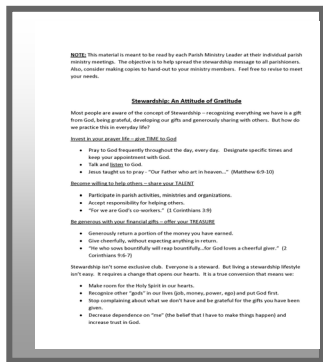 NOTE: This material is meant to be read by each Parish Ministry Leader at their individual parish
ministry meetings. The objective is to help spread the stewardship message to all parishioners.
Also, consider making copies to hand-out to your ministry members. Feel free to revise to meet
your needs.
Stewardship: An Attitude of Gratitude
Most people are aware of the concept of Stewardship – recognizing everything we have is a gift
from God, being grateful, developing our gifts and generously sharing with others. But how do
we practice this in everyday life?
Invest in your prayer life – give TIME to God
• Pray to God frequently throughout the day, every day. Designate specific times and
keep your appointment with God.
• Talk and listen to God.
• Jesus taught us to pray - "Our Father who art in heaven…" (Matthew 6:9-10)
Become willing to help others – share your TALENT
• Participate in parish activities, ministries and organizations.
• Accept responsibility for helping others.
• "For we are God's co-workers." (1 Corinthians 3:9)
Be generous with your financial gifts – offer your TREASURE
• Generously return a portion of the money you have earned.
• Give cheerfully, without expecting anything in return.
• "He who sows bountifully will reap bountifully…for God loves a cheerful giver." (2
Corinthians 9:6-7)
Stewardship isn't some exclusive club. Everyone is a steward. But living a stewardship lifestyle
isn't easy. It requires a change that opens our hearts. It is a true conversion that means we:
• Make room for the Holy Spirit in our hearts.
• Recognize other "gods" in our lives (job, money, power, ego) and put God first.
• Stop complaining about what we don't have and be grateful for the gifts you have been
given.
• Decrease dependence on "me" (the belief that I have to make things happen) and
increase trust in God.